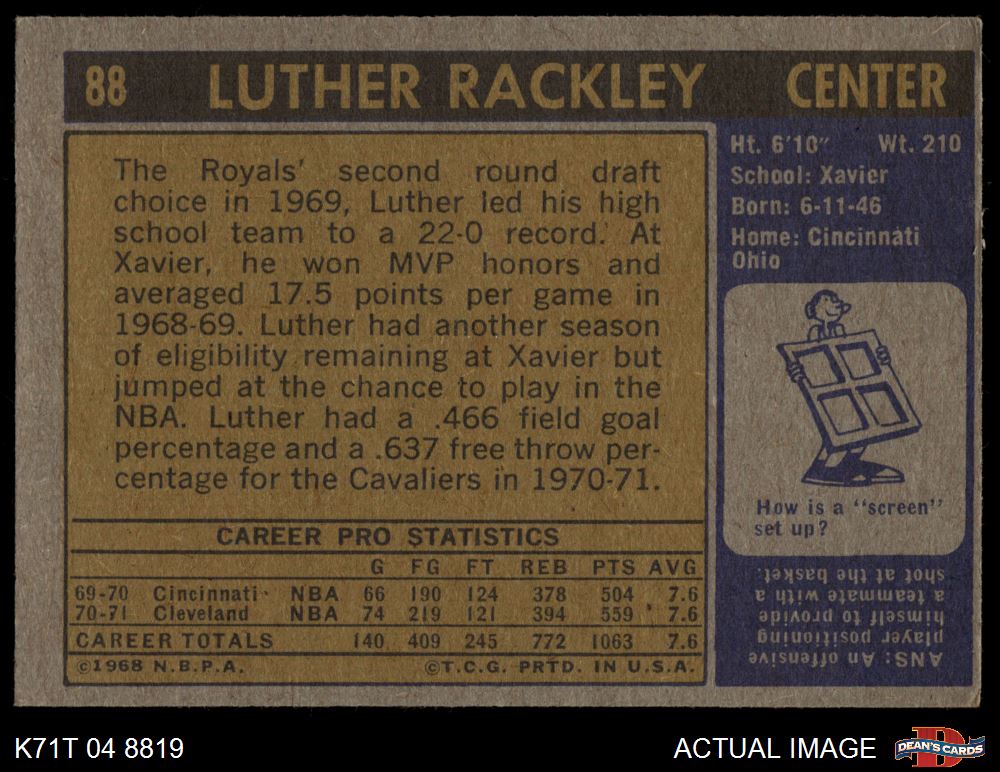 88 LUTHER RACKLEY CENTER
The Royals' second round draft
choice in 1969, Luther led his high
school team to a 22-0 record. At
Xavier, he won MVP honors and
averaged 17.5 points per game in
1968-69. Luther had another season
of eligibility remaining at Xavier but
jumped at the chance to play in the
NBA. Luther had a .466 field goal
percentage and a .637 free throw per-
centage for the Cavaliers in 1970-71.
CAREER PRO STATISTICS
G FG FT REB PTS AVG
69-70 Cincinnati NBA 66 190 124 378 504 7.6
70-71 Cleveland NBA 74 219 121 394 559 7.6
CAREER TOTALS 140 409 245 772 1063 7.6
©1968 N.B.P.A. ©T.C.G. PRTD. IN U.S.A.
Ht. 6'10" Wt. 210
School: Xavier
Born: 6-11-46
Home: Cincinnati
Ohio
How is a "screen"
set up?
ANS: An offensive
player positioning
himself to provide
a teammate with a
shot at the basket.
K71T 04 8819
ACTUAL IMAGE
D
DEAN'S CARDS